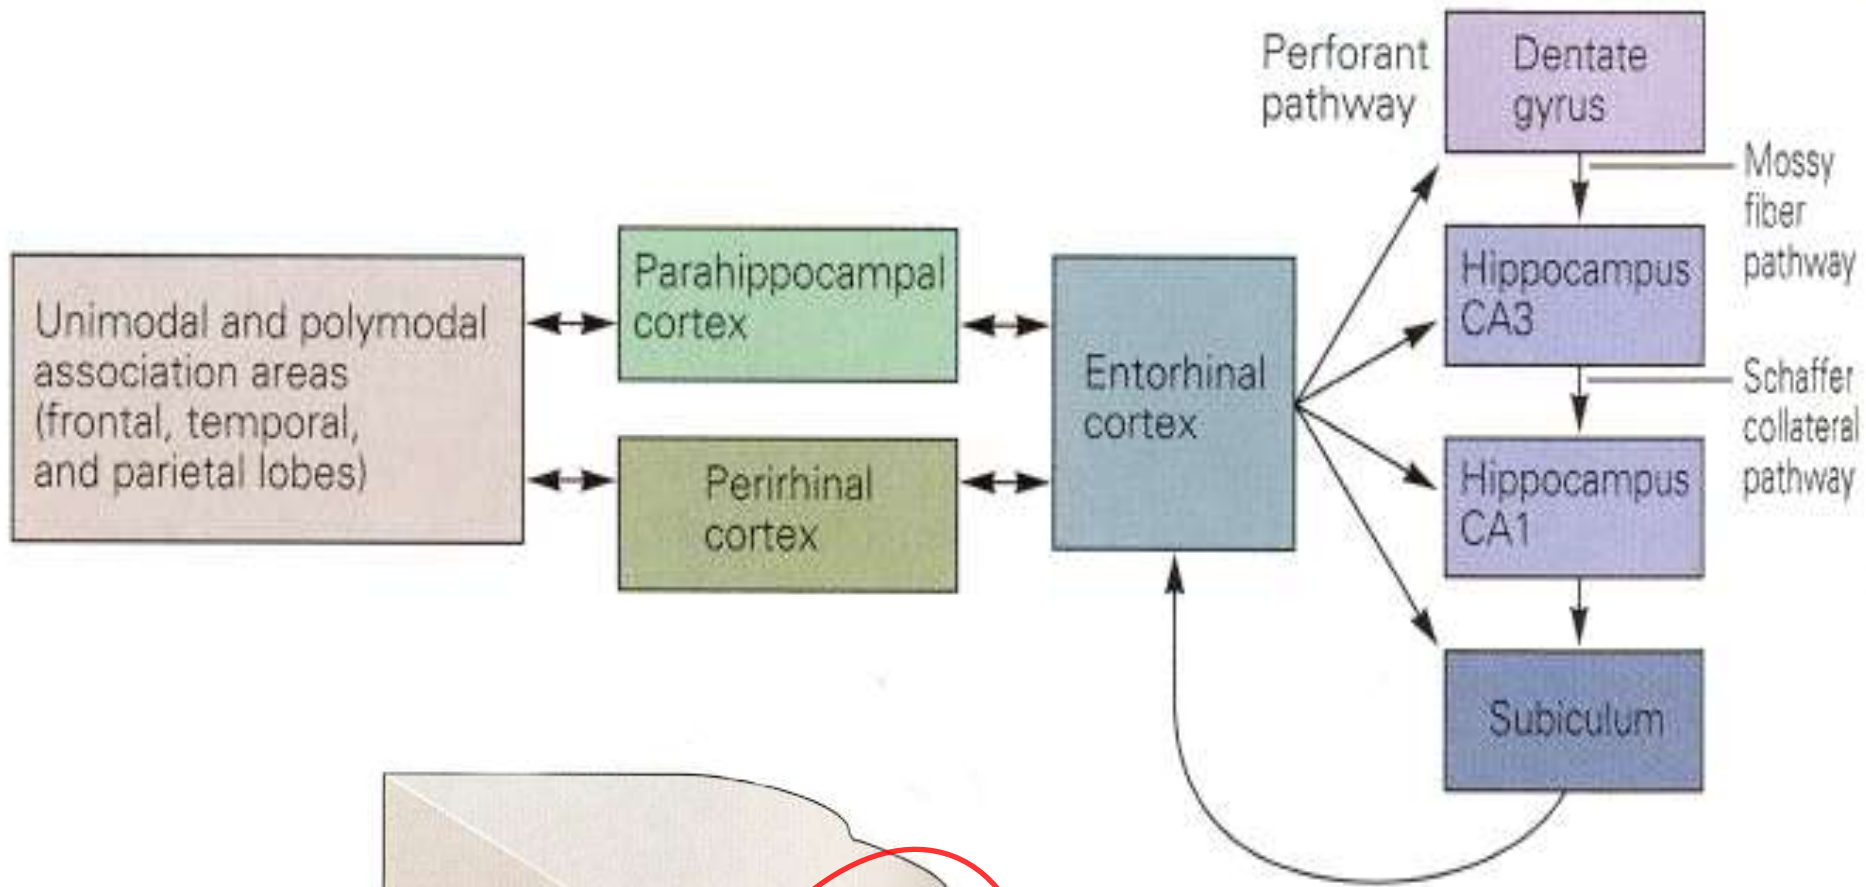 Unimodal and polymodal
association areas
(frontal, temporal,
and parietal lobes)
Parahippocampal
cortex
Perirhinal
cortex
Entorhinal
cortex
Perforant
pathway
Dentate
gyrus
Mossy
fiber
pathway
Hippocampus
CA3
Schaffer
collateral
pathway
Hippocampus
CA1
Subiculum